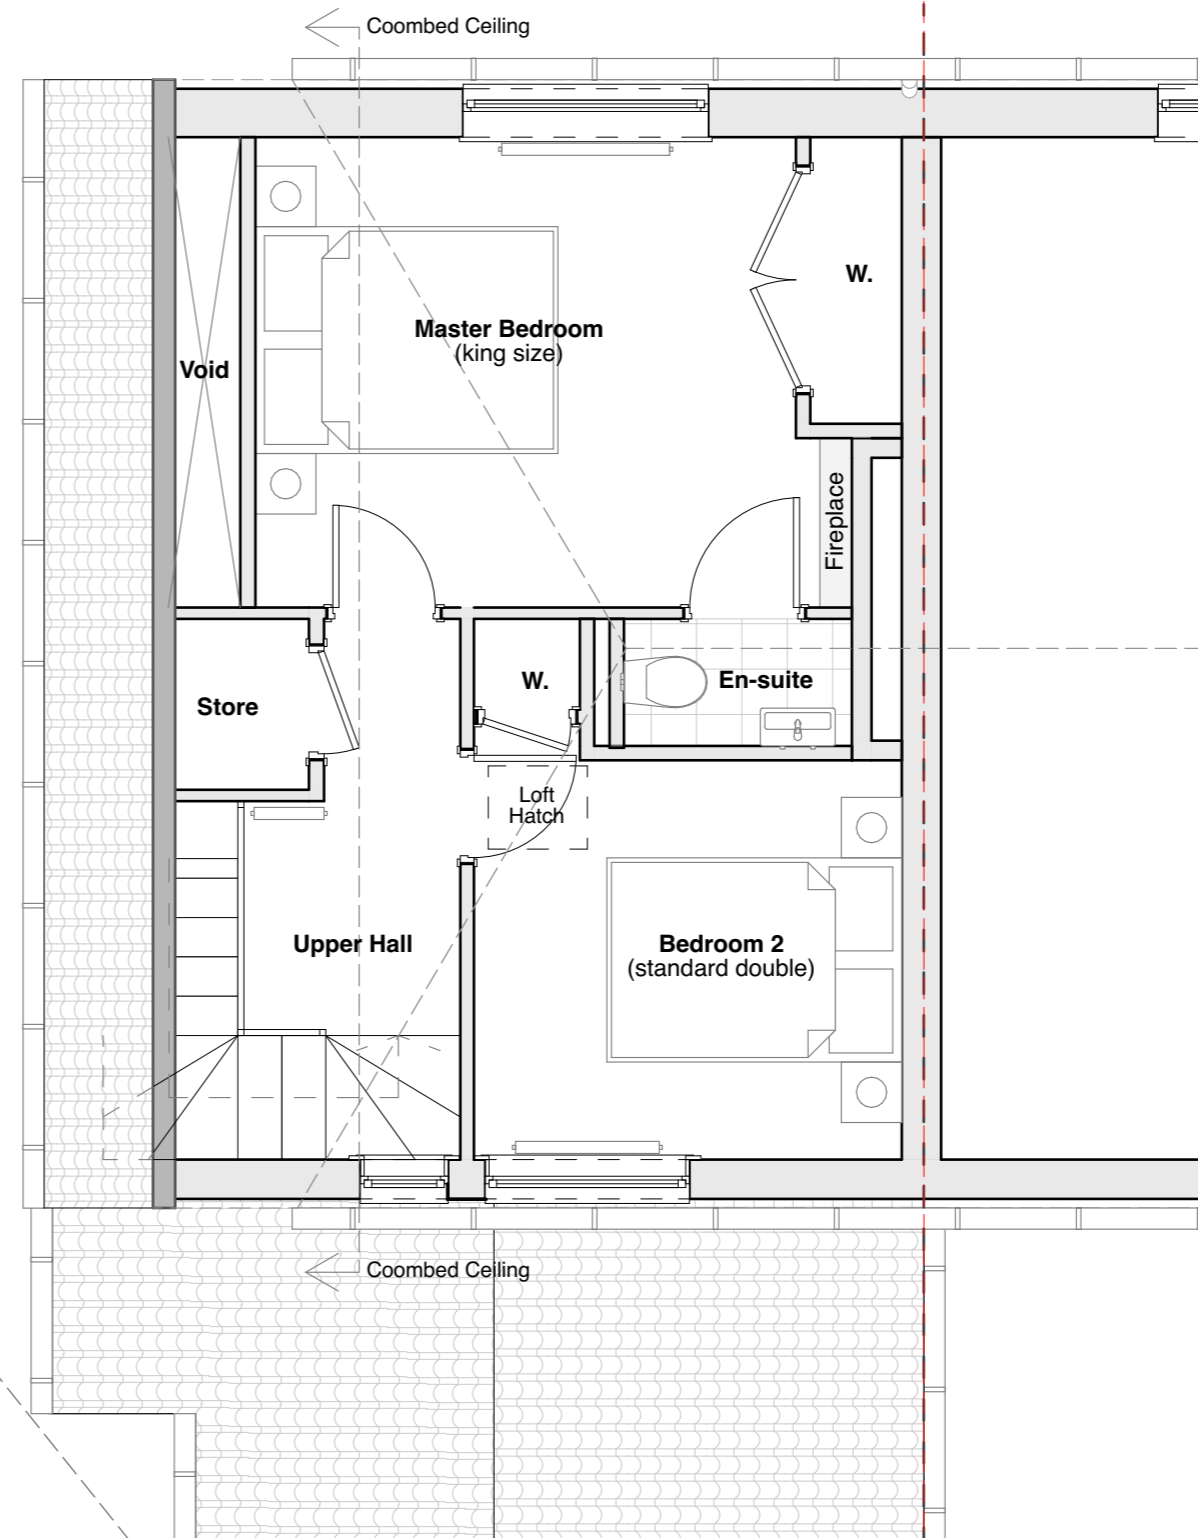 Coombed Ceiling
W.
Master Bedroom
(king size)
Void
Fireplace
W.
En-suite
Store
Loft
Hatch
Upper Hall
Bedroom 2
(standard double)
Coombed Ceiling